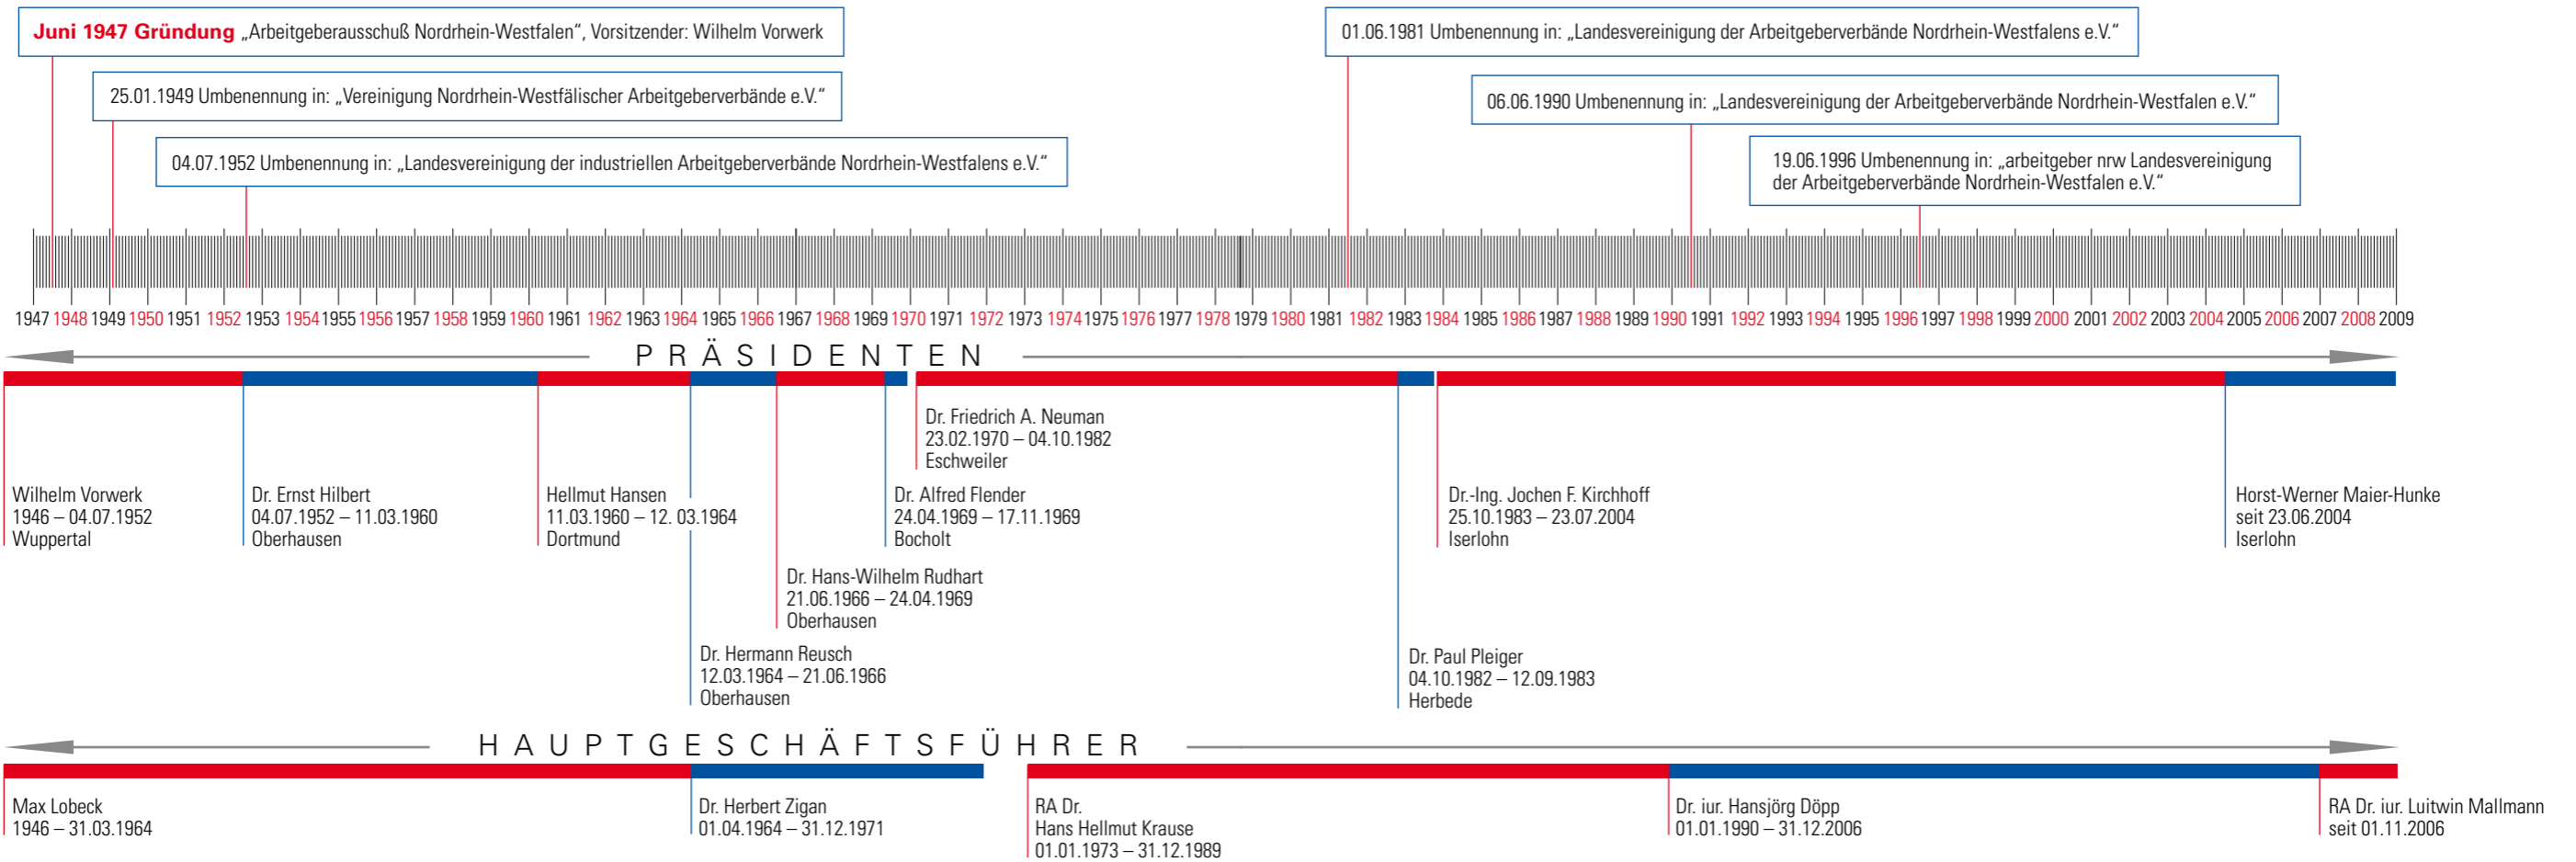 Juni 1947 Gründung „Arbeitgeberausschuß Nordrhein-Westfalen“, Vorsitzender: Wilhelm Vorwerk
01.06.1981 Umbenennung in: „Landesvereinigung der Arbeitgeberverbände Nordrhein-Westfalens e.V.“
25.01.1949 Umbenennung in: „Vereinigung Nordrhein-Westfälischer Arbeitgeberverbände e.V.“
06.06.1990 Umbenennung in: „Landesvereinigung der Arbeitgeberverbände Nordrhein-Westfalen e.V.“
04.07.1952 Umbenennung in: „Landesvereinigung der industriellen Arbeitgeberverbände Nordrhein-Westfalens e.V.“
19.06.1996 Umbenennung in: „arbeitgeber nrw Landesvereinigung
der Arbeitgeberverbände Nordrhein-Westfalen e.V.“
1947 1948 1949 1950 1951 1952 1953 1954 1955 1956 1957 1958 1959 1960 1961 1962 1963 1964 1965 1966 1967 1968 1969 1970 1971 1972 1973 1974 1975 1976 1977 1978 1979 1980 1981 1982 1983 1984 1985 1986 1987 1988 1989 1990 1991 1992 1993 1994 1995 1996 1997 1998 1999 2000 2001 2002 2003 2004 2005 2006 2007 2008 2009
PRÄSIDENTEN
Wilhelm Vorwerk
1946 – 04.07.1952
Wuppertal
Dr. Ernst Hilbert
04.07.1952 – 11.03.1960
Oberhausen
Hellmut Hansen
11.03.1960 – 12. 03.1964
Dortmund
Dr. Hermann Reusch
12.03.1964 – 21.06.1966
Oberhausen
Dr. Hans-Wilhelm Rudhart
21.06.1966 – 24.04.1969
Oberhausen
Dr. Alfred Flender
24.04.1969 – 17.11.1969
Bocholt
Dr. Friedrich A. Neuman
23.02.1970 – 04.10.1982
Eschweiler
Dr. Paul Pleiger
04.10.1982 – 12.09.1983
Herbede
Dr.-Ing. Jochen F. Kirchhoff
25.10.1983 – 23.07.2004
Iserlohn
Horst-Werner Maier-Hunke
seit 23.06.2004
Iserlohn
HAUPTGESCHÄFTSFÜHRER
Max Lobeck
1946 – 31.03.1964
Dr. Herbert Zigan
01.04.1964 – 31.12.1971
RA Dr.
Hans Hellmut Krause
01.01.1973 – 31.12.1989
Dr. iur. Hansjörg Döpp
01.01.1990 – 31.12.2006
RA Dr. iur. Luitwin Mallmann
seit 01.11.2006